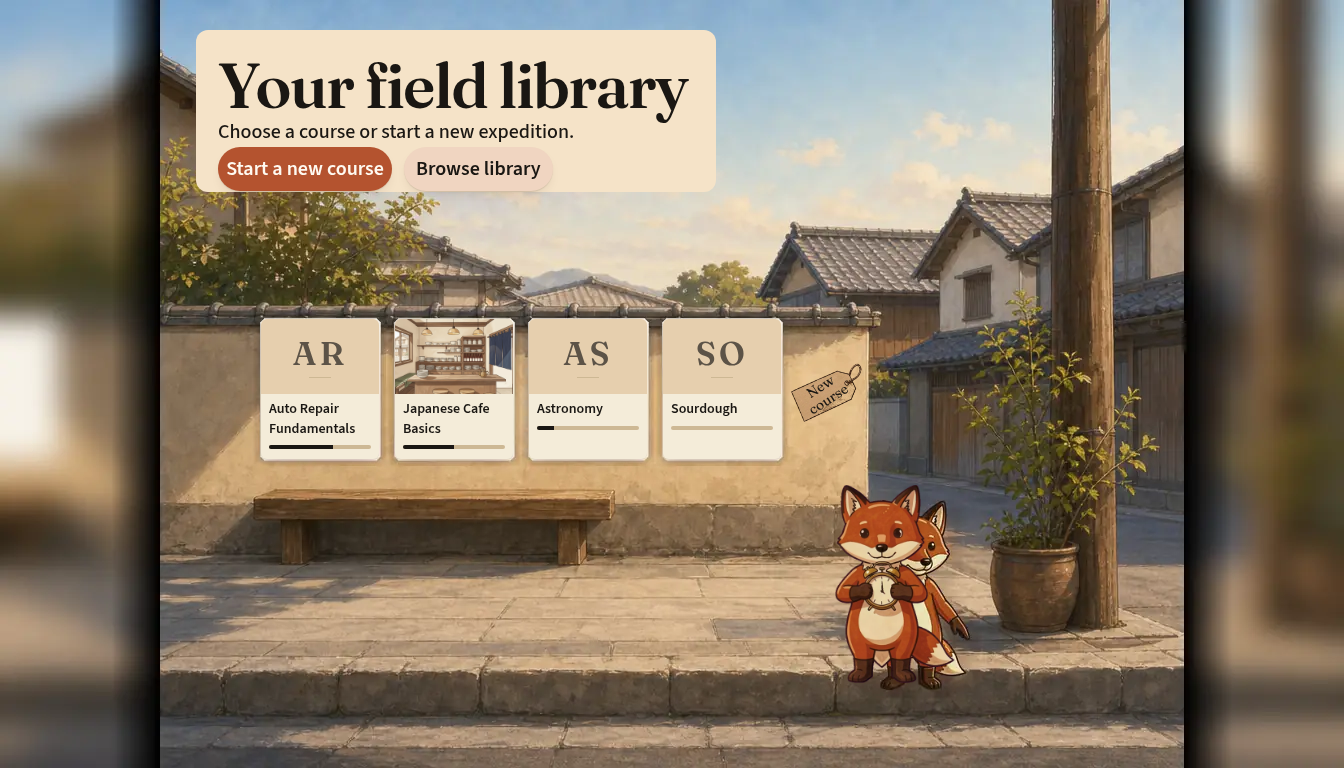 Your field library
Choose a course or start a new expedition.
Start a new course
Browse library
AR
AS
SO
Auto Repair
Fundamentals
Japanese Cafe
Basics
Astronomy
Sourdough
New
course